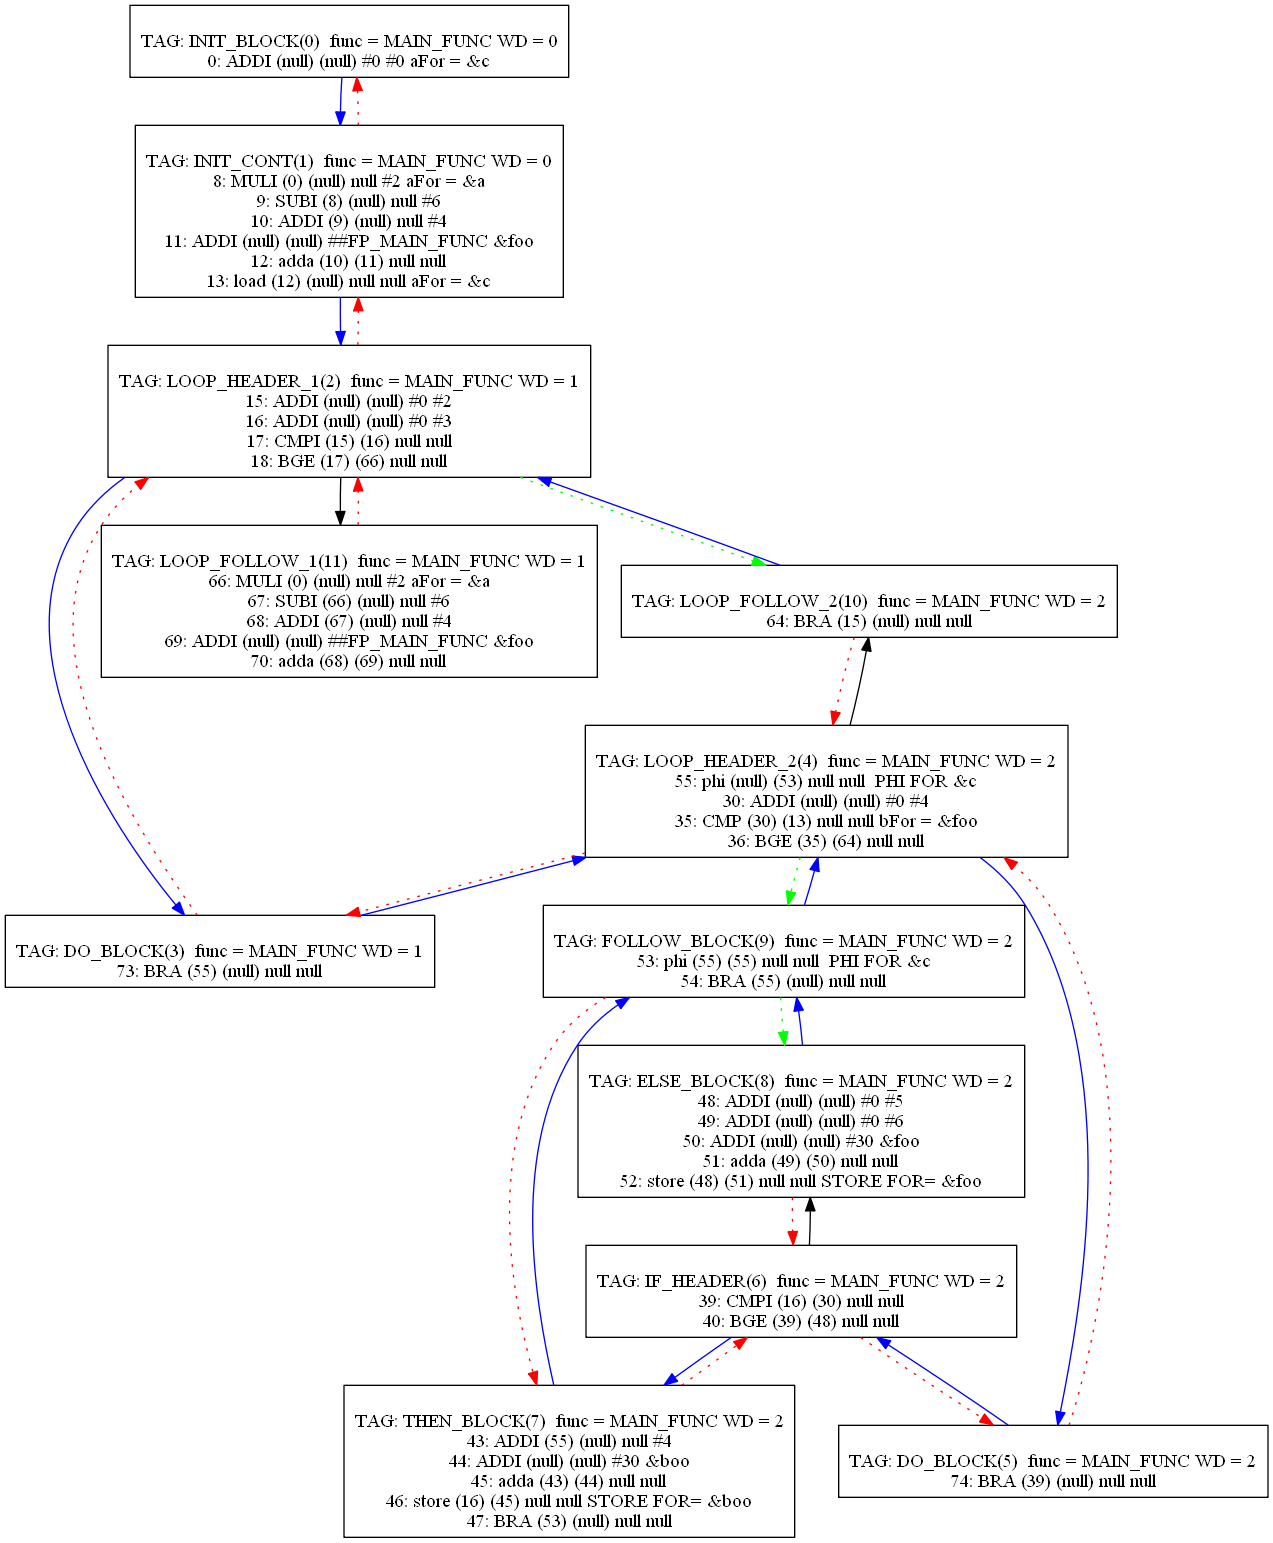 TAG: INIT_BLOCK(0)  func = MAIN_FUNC WD = 0
0: ADDI (null) (null) #0 #0 aFor = &c
TAG: INIT_CONT(1)  func = MAIN_FUNC WD = 0
8: MULI (0) (null) null #2 aFor = &a
9: SUBI (8) (null) null #6
10: ADDI (9) (null) null #4
11: ADDI (null) (null) ##FP_MAIN_FUNC &foo
12: adda (10) (11) null null
13: load (12) (null) null null aFor = &c
TAG: LOOP_HEADER_1(2)  func = MAIN_FUNC WD = 1
15: ADDI (null) (null) #0 #2
16: ADDI (null) (null) #0 #3
17: CMPI (15) (16) null null
18: BGE (17) (66) null null
TAG: LOOP_FOLLOW_1(11)  func = MAIN_FUNC WD = 1
66: MULI (0) (null) null #2 aFor = &a
67: SUBI (66) (null) null #6
68: ADDI (67) (null) null #4
69: ADDI (null) (null) ##FP_MAIN_FUNC &foo
70: adda (68) (69) null null
TAG: LOOP_FOLLOW_2(10)  func = MAIN_FUNC WD = 2
64: BRA (15) (null) null null
TAG: LOOP_HEADER_2(4)  func = MAIN_FUNC WD = 2
55: phi (null) (53) null null  PHI FOR &c
30: ADDI (null) (null) #0 #4
35: CMP (30) (13) null null bFor = &foo
36: BGE (35) (64) null null
TAG: DO_BLOCK(3)  func = MAIN_FUNC WD = 1
73: BRA (55) (null) null null
TAG: FOLLOW_BLOCK(9)  func = MAIN_FUNC WD = 2
53: phi (55) (55) null null  PHI FOR &c
54: BRA (55) (null) null null
TAG: ELSE_BLOCK(8)  func = MAIN_FUNC WD = 2
48: ADDI (null) (null) #0 #5
49: ADDI (null) (null) #0 #6
50: ADDI (null) (null) #30 &foo
51: adda (49) (50) null null
52: store (48) (51) null null STORE FOR= &foo
TAG: IF_HEADER(6)  func = MAIN_FUNC WD = 2
39: CMPI (16) (30) null null
40: BGE (39) (48) null null
TAG: THEN_BLOCK(7)  func = MAIN_FUNC WD = 2
43: ADDI (55) (null) null #4
44: ADDI (null) (null) #30 &boo
45: adda (43) (44) null null
46: store (16) (45) null null STORE FOR= &boo
47: BRA (53) (null) null null
TAG: DO_BLOCK(5)  func = MAIN_FUNC WD = 2
74: BRA (39) (null) null null